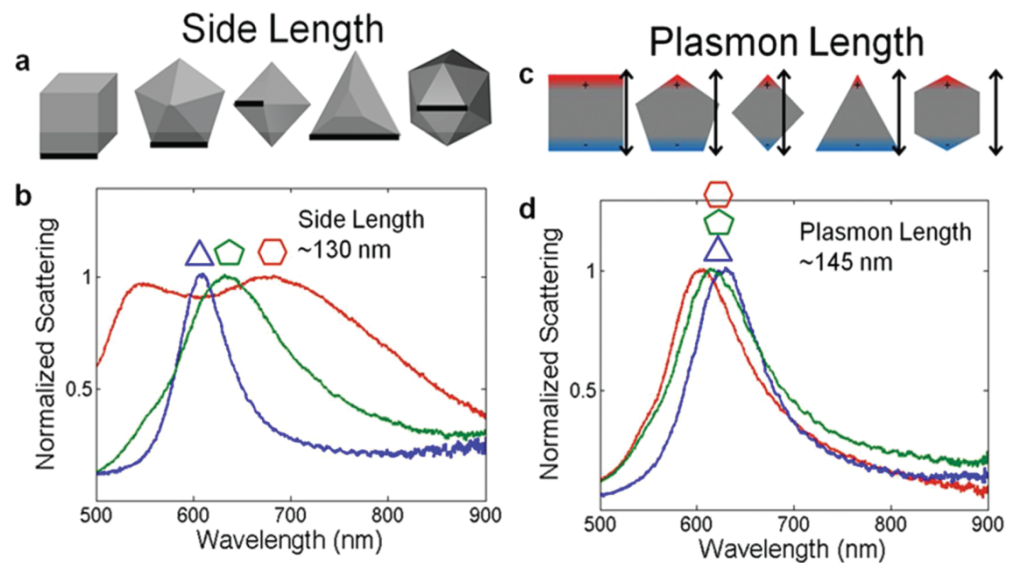 Side Length
a
b
Side Length
~130 nm
1
0.5
Normalized Scattering
500 600 700 800 900
Wavelength (nm)
Plasmon Length
c
+ + + + +
- - - - -
d
Plasmon Length
~145 nm
1
0.5
Normalized Scattering
500 600 700 800 900
Wavelength (nm)